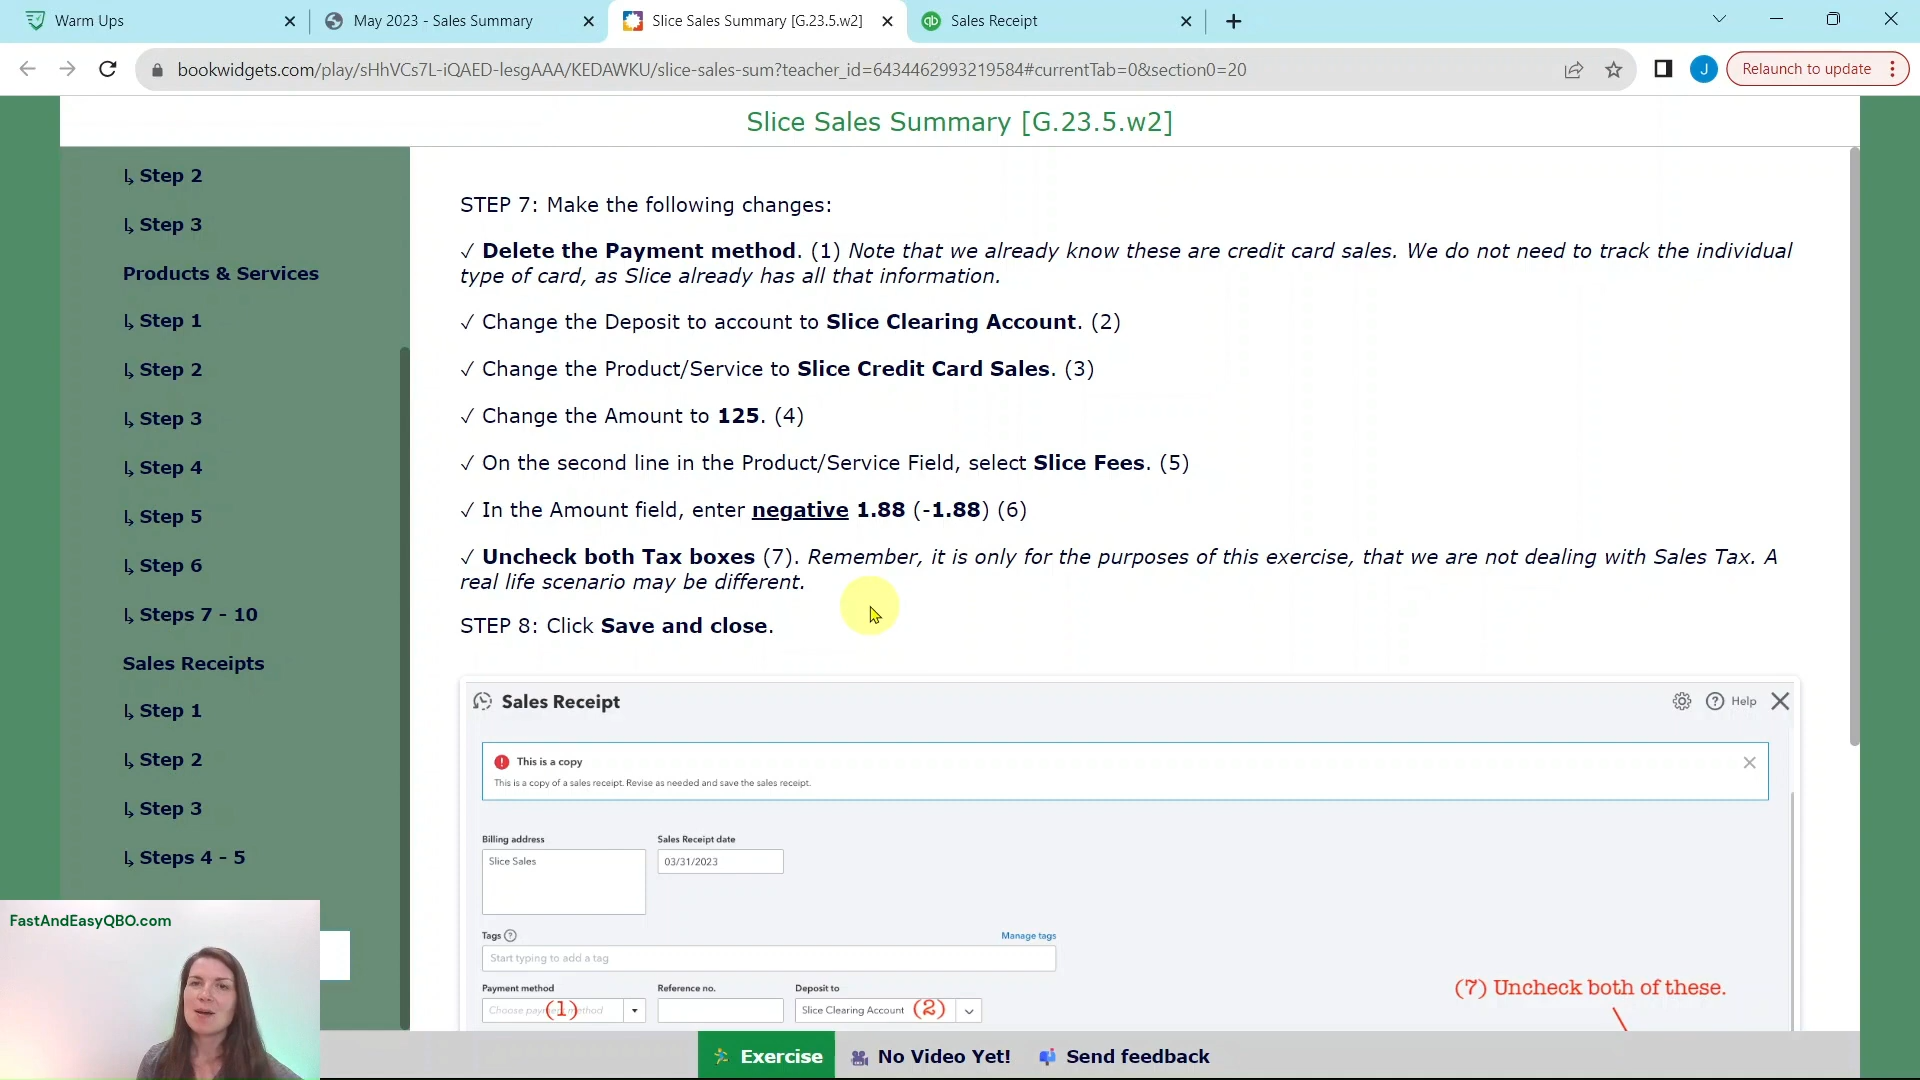 Warm Ups
May 2023 - Sales Summary
Slice Sales Summary [G.23.5.w2]
qb Sales Receipt
bookwidgets.com/play/sHhVCs7L-iQAED-lesgAAA/KEDAWKU/slice-sales-sum?teacher_id=6434462993219584#currentTab=0&section0=20
J
Relaunch to update
Slice Sales Summary [G.23.5.w2]
↳ Step 2
↳ Step 3
Products & Services
↳ Step 1
↳ Step 2
↳ Step 3
↳ Step 4
↳ Step 5
↳ Step 6
↳ Steps 7 - 10
Sales Receipts
↳ Step 1
↳ Step 2
↳ Step 3
↳ Steps 4 - 5
STEP 7: Make the following changes:
✓ Delete the Payment method. (1) Note that we already know these are credit card sales. We do not need to track the individual
type of card, as Slice already has all that information.
✓ Change the Deposit to account to Slice Clearing Account. (2)
✓ Change the Product/Service to Slice Credit Card Sales. (3)
✓ Change the Amount to 125. (4)
✓ On the second line in the Product/Service Field, select Slice Fees. (5)
✓ In the Amount field, enter negative 1.88 (-1.88) (6)
✓ Uncheck both Tax boxes (7). Remember, it is only for the purposes of this exercise, that we are not dealing with Sales Tax. A
real life scenario may be different.
STEP 8: Click Save and close.
Sales Receipt
Help
This is a copy
This is a copy of a sales receipt. Revise as needed and save the sales receipt.
Billing address
Sales Receipt date
Slice Sales
03/31/2023
Tags
Manage tags
Start typing to add a tag
Payment method
Reference no.
Deposit to
Choose payment method (1)
Slice Clearing Account (2)
(7) Uncheck both of these.
FastAndEasyQBO.com
Exercise
No Video Yet!
Send feedback